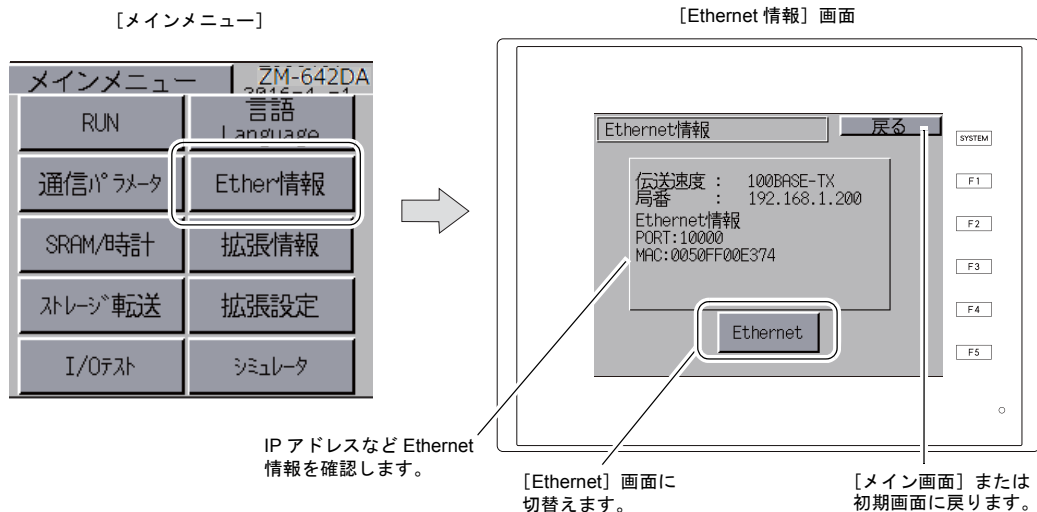 ［メインメニュー］
［Ethernet 情報］画面
メインメニュー
ZM-642DA
2016-4 -1
RUN
言語
Language
通信ﾊﾟﾗﾒｰﾀ
Ether情報
SRAM/時計
拡張情報
ｽﾄﾚｰｼﾞ転送
拡張設定
I/Oﾃｽﾄ
ｼﾐｭﾚｰﾀ
Ethernet情報
戻る
伝送速度： 100BASE-TX
局番 ： 192.168.1.200
Ethernet情報
PORT:10000
MAC:0050FF00E374
Ethernet
SYSTEM
F1
F2
F3
F4
F5
IP アドレスなど Ethernet
情報を確認します。
［Ethernet］画面に
切替えます。
［メイン画面］または
初期画面に戻ります。